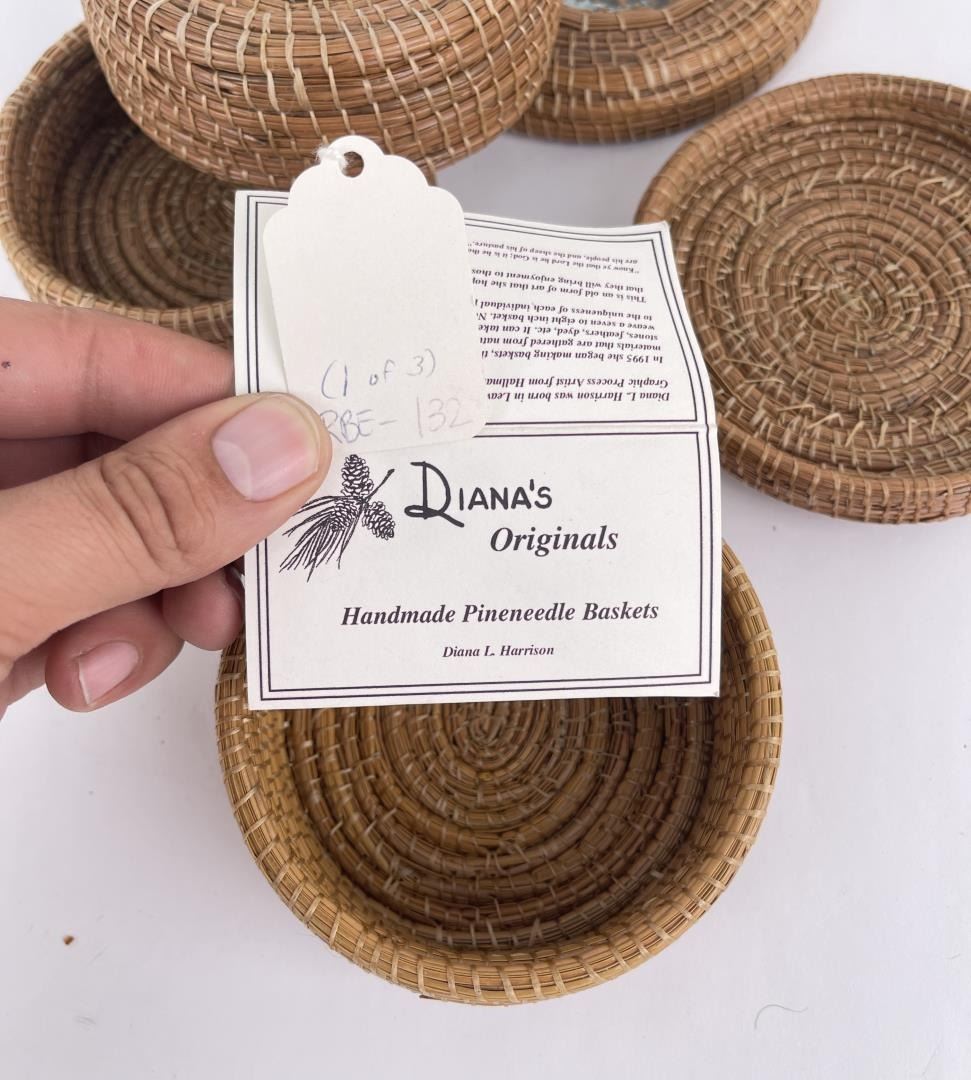 (1 of 3)
RBE- 132
DIANA'S
Originals
Handmade Pineneedle Baskets
Diana L. Harrison
Diana L. Harrison was born in Leav
Graphic Process Artist from Hallma
In 1995 she began making baskets, t
materials that are gathered from nat
stones, feathers, dyed, etc. It can take
weave a seven to eight inch basket. N
to the uniqueness of each, individual
This is an old form of art that she hop
that they will bring enjoyment to thos
"Know ye that the Lord he is God; it is he tha
are his people, and the sheep of his pasture."